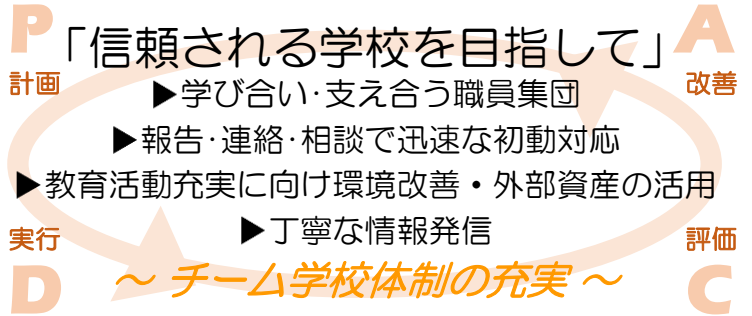 P
A
「信頼される学校を目指して」
計画
改善
▶学び合い･支え合う職員集団
▶報告･連絡･相談で迅速な初動対応
▶教育活動充実に向け環境改善・外部資産の活用
▶丁寧な情報発信
実行
評価
～ チーム学校体制の充実 ～
D
C